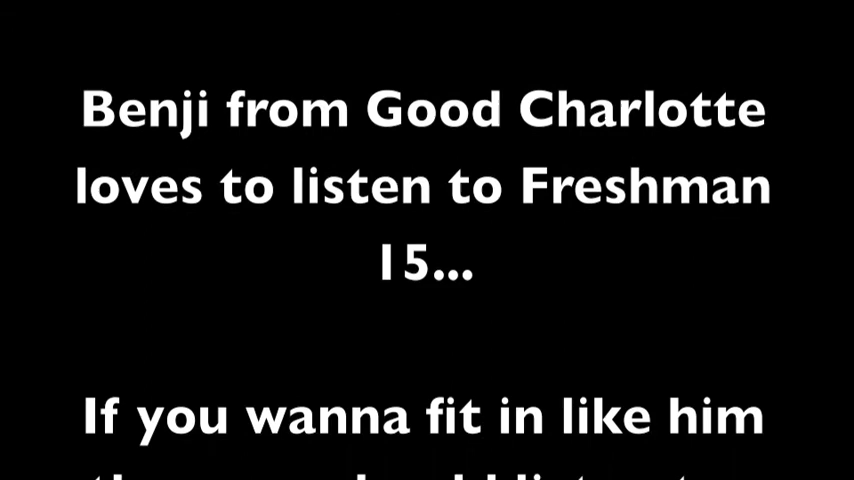 Benji from Good Charlotte
loves to listen to Freshman
15...
If you wanna fit in like him